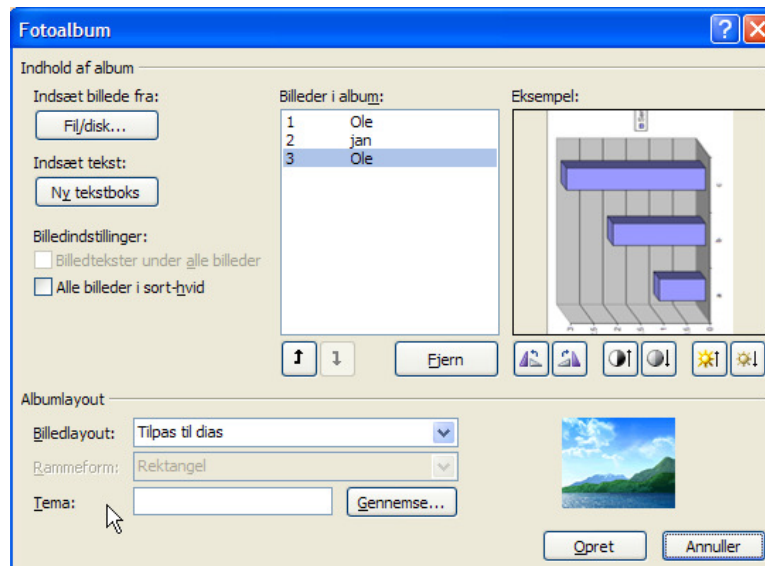 Fotoalbum
Indhold af album
Indsæt billede fra:
Fil/disk...
Indsæt tekst:
Ny tekstboks
Billedindstillinger:
Billedtekster under alle billeder
Alle billeder i sort-hvid
Billeder i album:
1 Ole
2 jan
3 Ole
Fjern
Eksempel:
Albumlayout
Billedlayout: Tilpas til dias
Rammeform: Rektangel
Tema:
Gennemse...
Opret
Annuller